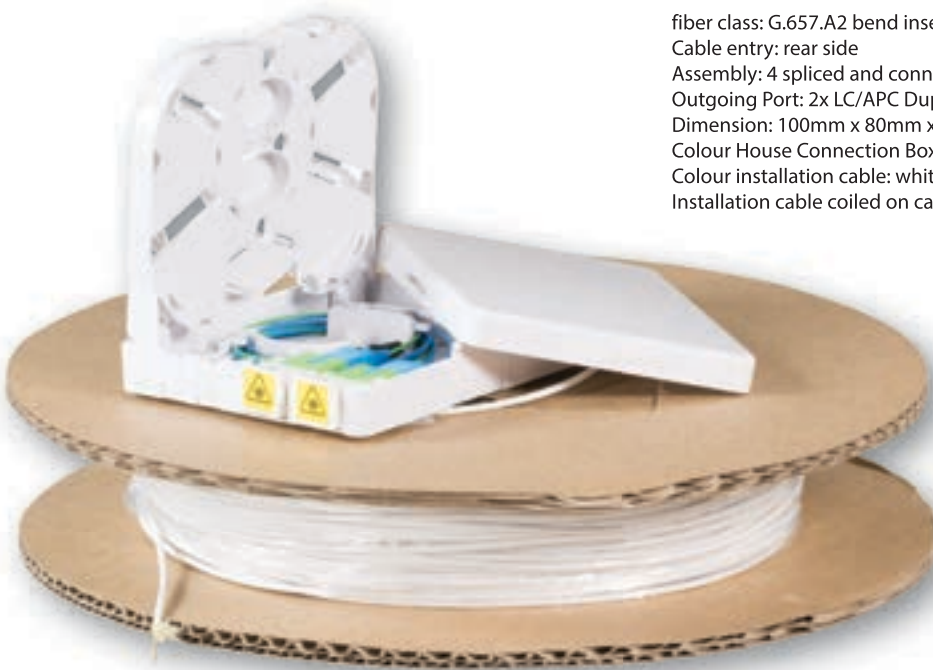 fiber class: G.657.A2 bend inse
Cable entry: rear side
Assembly: 4 spliced and conn
Outgoing Port: 2x LC/APC Dup
Dimension: 100mm x 80mm x
Colour House Connection Box
Colour installation cable: whit
Installation cable coiled on ca